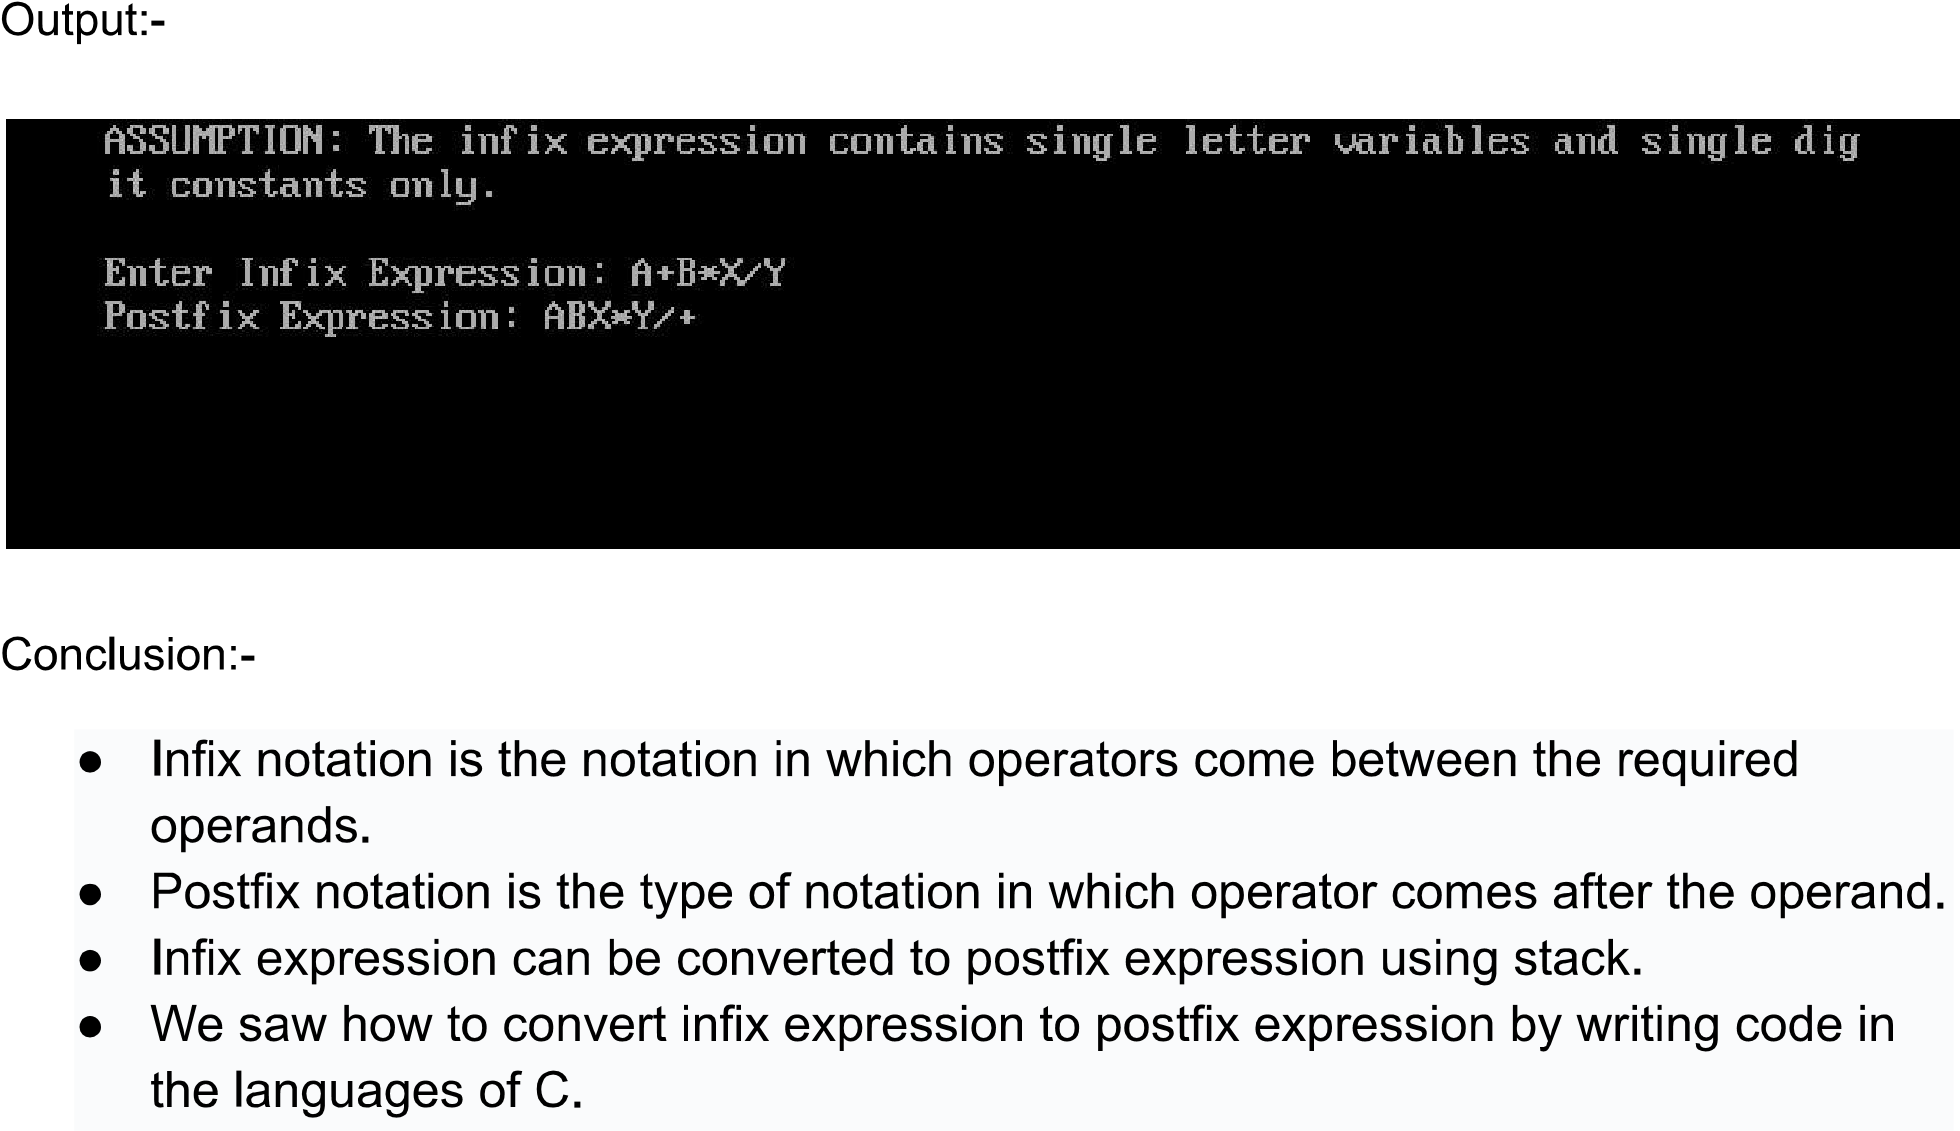 Output:-
ASSUMPTION: The infix expression contains single letter variables and single dig
it constants only.
Enter Infix Expression: A+B*X/Y
Postfix Expression: ABX*Y/+
Conclusion:-
● Infix notation is the notation in which operators come between the required
operands.
● Postfix notation is the type of notation in which operator comes after the operand.
● Infix expression can be converted to postfix expression using stack.
● We saw how to convert infix expression to postfix expression by writing code in
the languages of C.